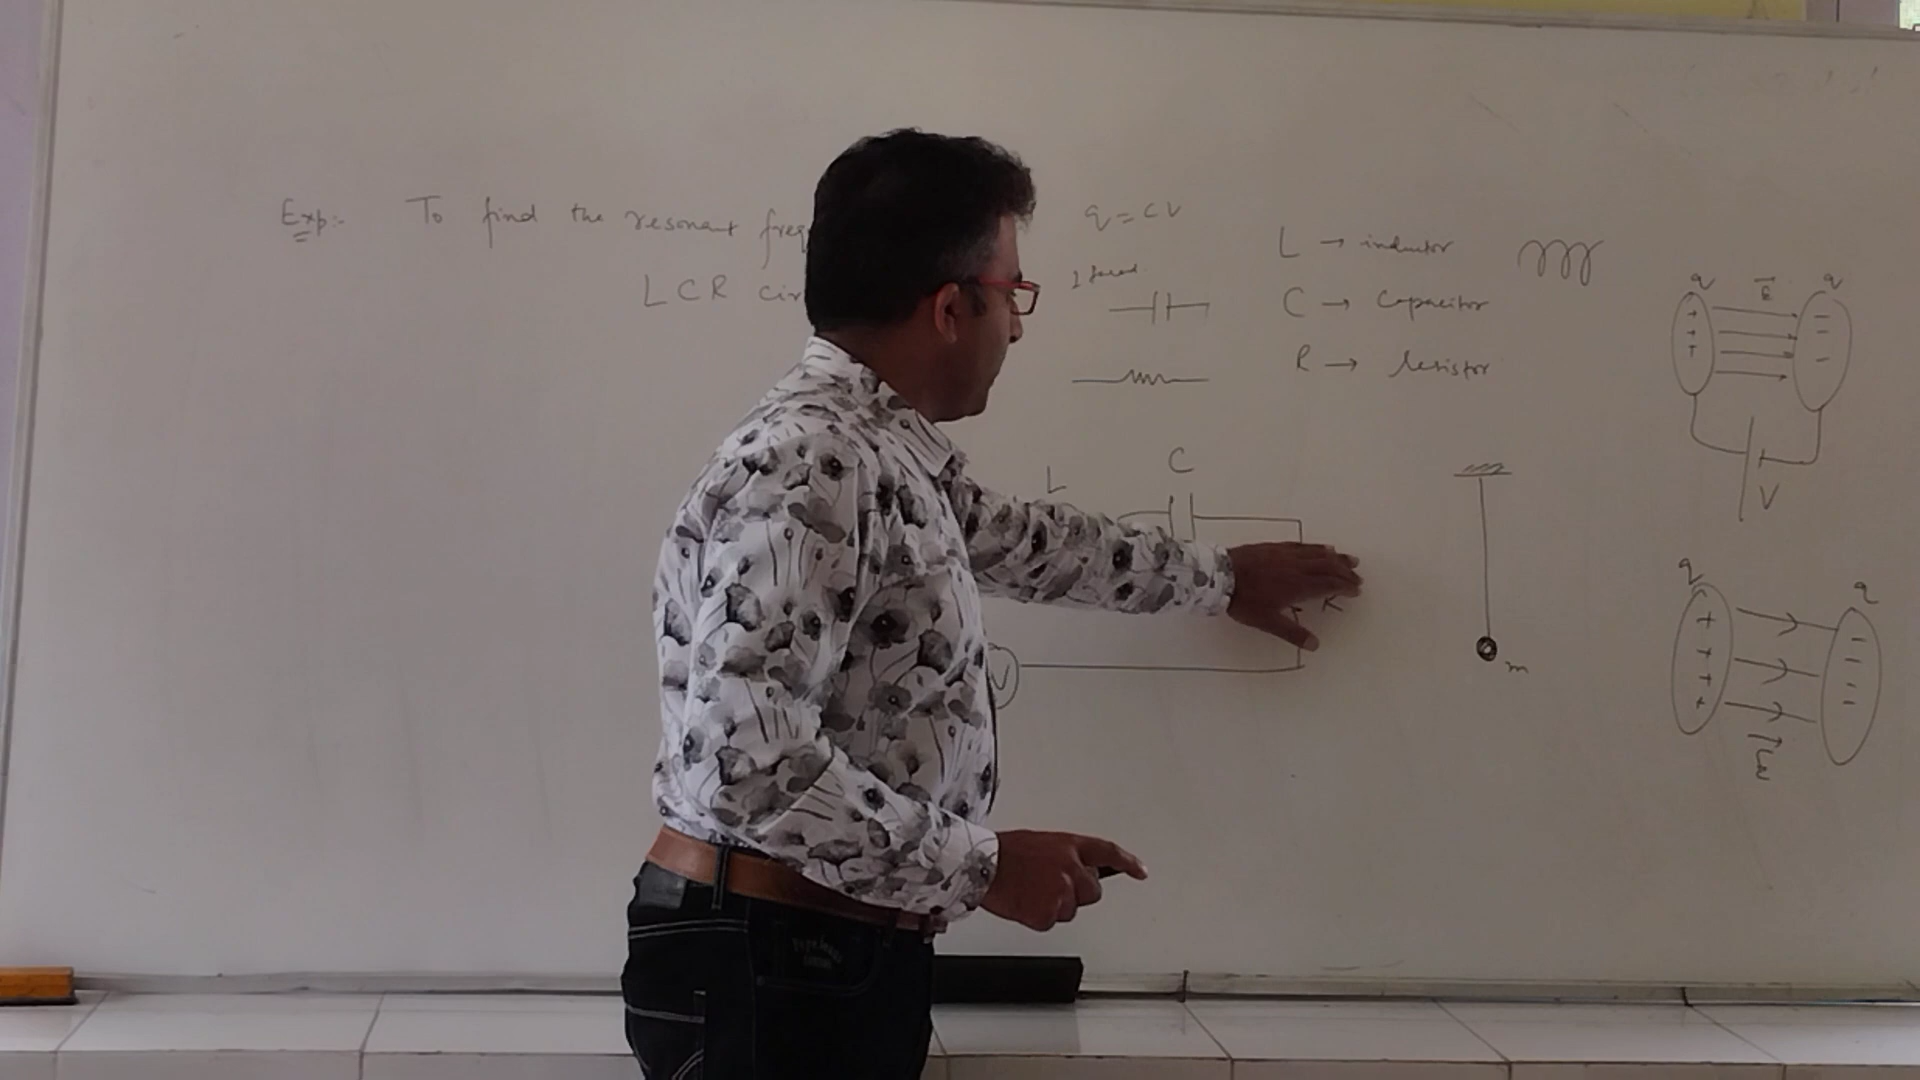 Exp:- To find the resonant freq
LCR cir
q = CV
1 farad
L → inductor
C → Capacitor
R → Resistor
q E q
+ + + - - -
V
L C
R
V
m
q q
+ + + + - - - -
E